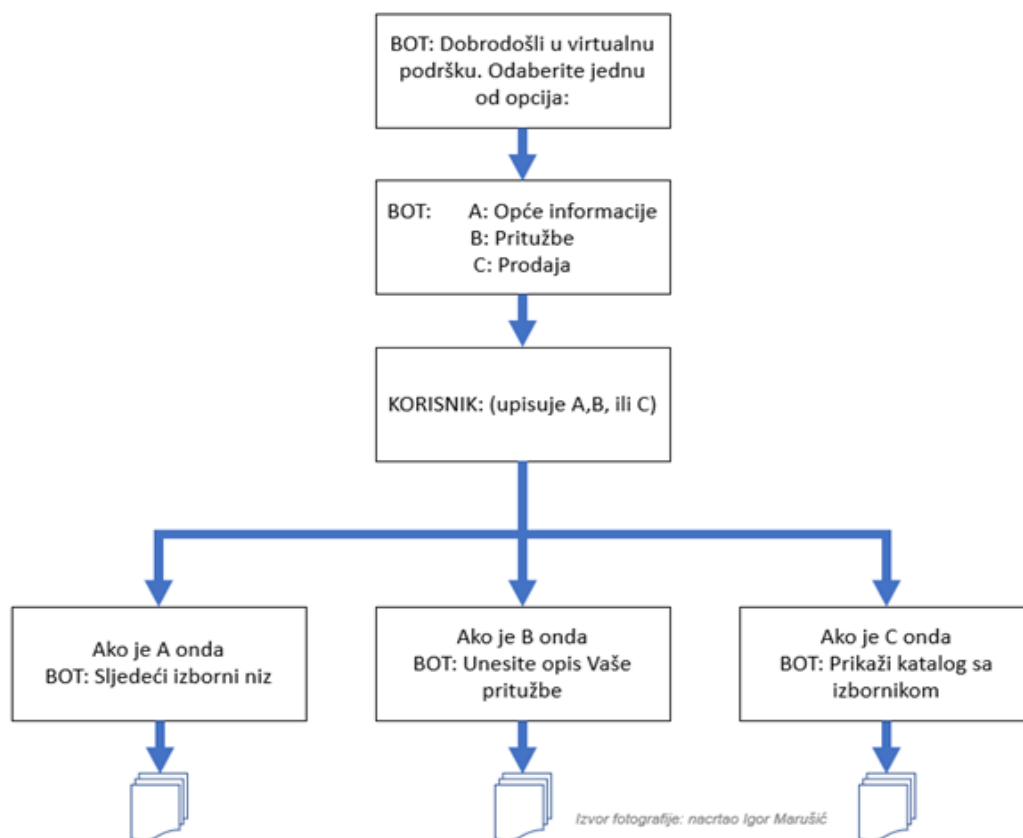 BOT: Dobrodošli u virtualnu
podršku. Odaberite jednu
od opcija:
BOT: A: Opće informacije
B: Pritužbe
C: Prodaja
KORISNIK: (upisuje A,B, ili C)
Ako je A onda
BOT: Sljedeći izborni niz
Ako je B onda
BOT: Unesite opis Vaše
pritužbe
Ako je C onda
BOT: Prikaži katalog sa
izbornikom
Izvor fotografije: nacrtao Igor Marušić